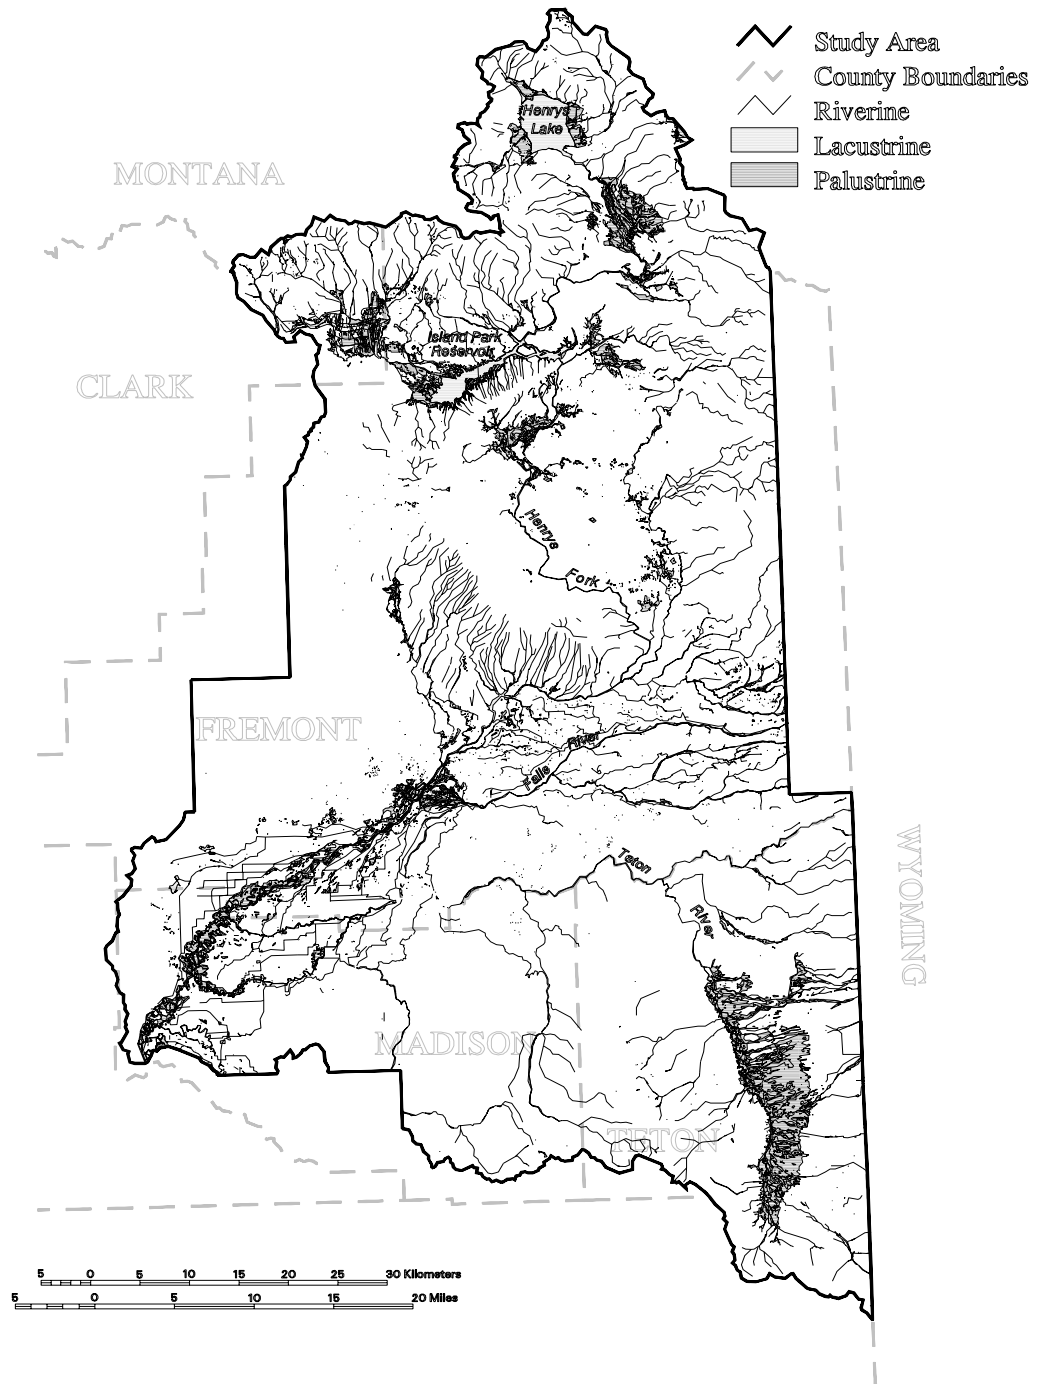 Study Area
County Boundaries
Riverine
Lacustrine
Palustrine
Henrys
Lake
MONTANA
Island Park
Reservoir
CLARK
Henrys
Fork
FREMONT
Falls River
Teton
River
WYOMING
MADISON
TETON
5 0 5 10 15 20 25 30 Kilometers
5 0 5 10 15 20 Miles